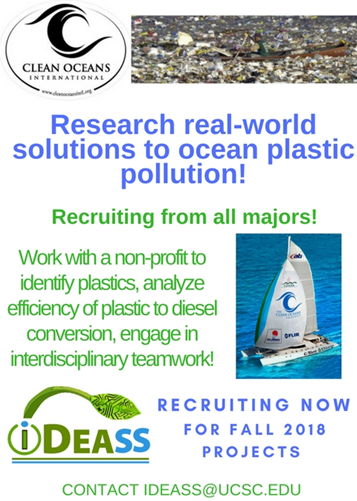 CLEAN OCEANS
INTERNATIONAL
www.cleanoceansintl.org
Research real-world
solutions to ocean plastic
pollution!
Recruiting from all majors!
Work with a non-profit to
identify plastics, analyze
efficiency of plastic to diesel
conversion, engage in
interdisciplinary teamwork!
CLEAN OCEANS
iDEASS
RECRUITING NOW
FOR FALL 2018
PROJECTS
CONTACT IDEASS@UCSC.EDU